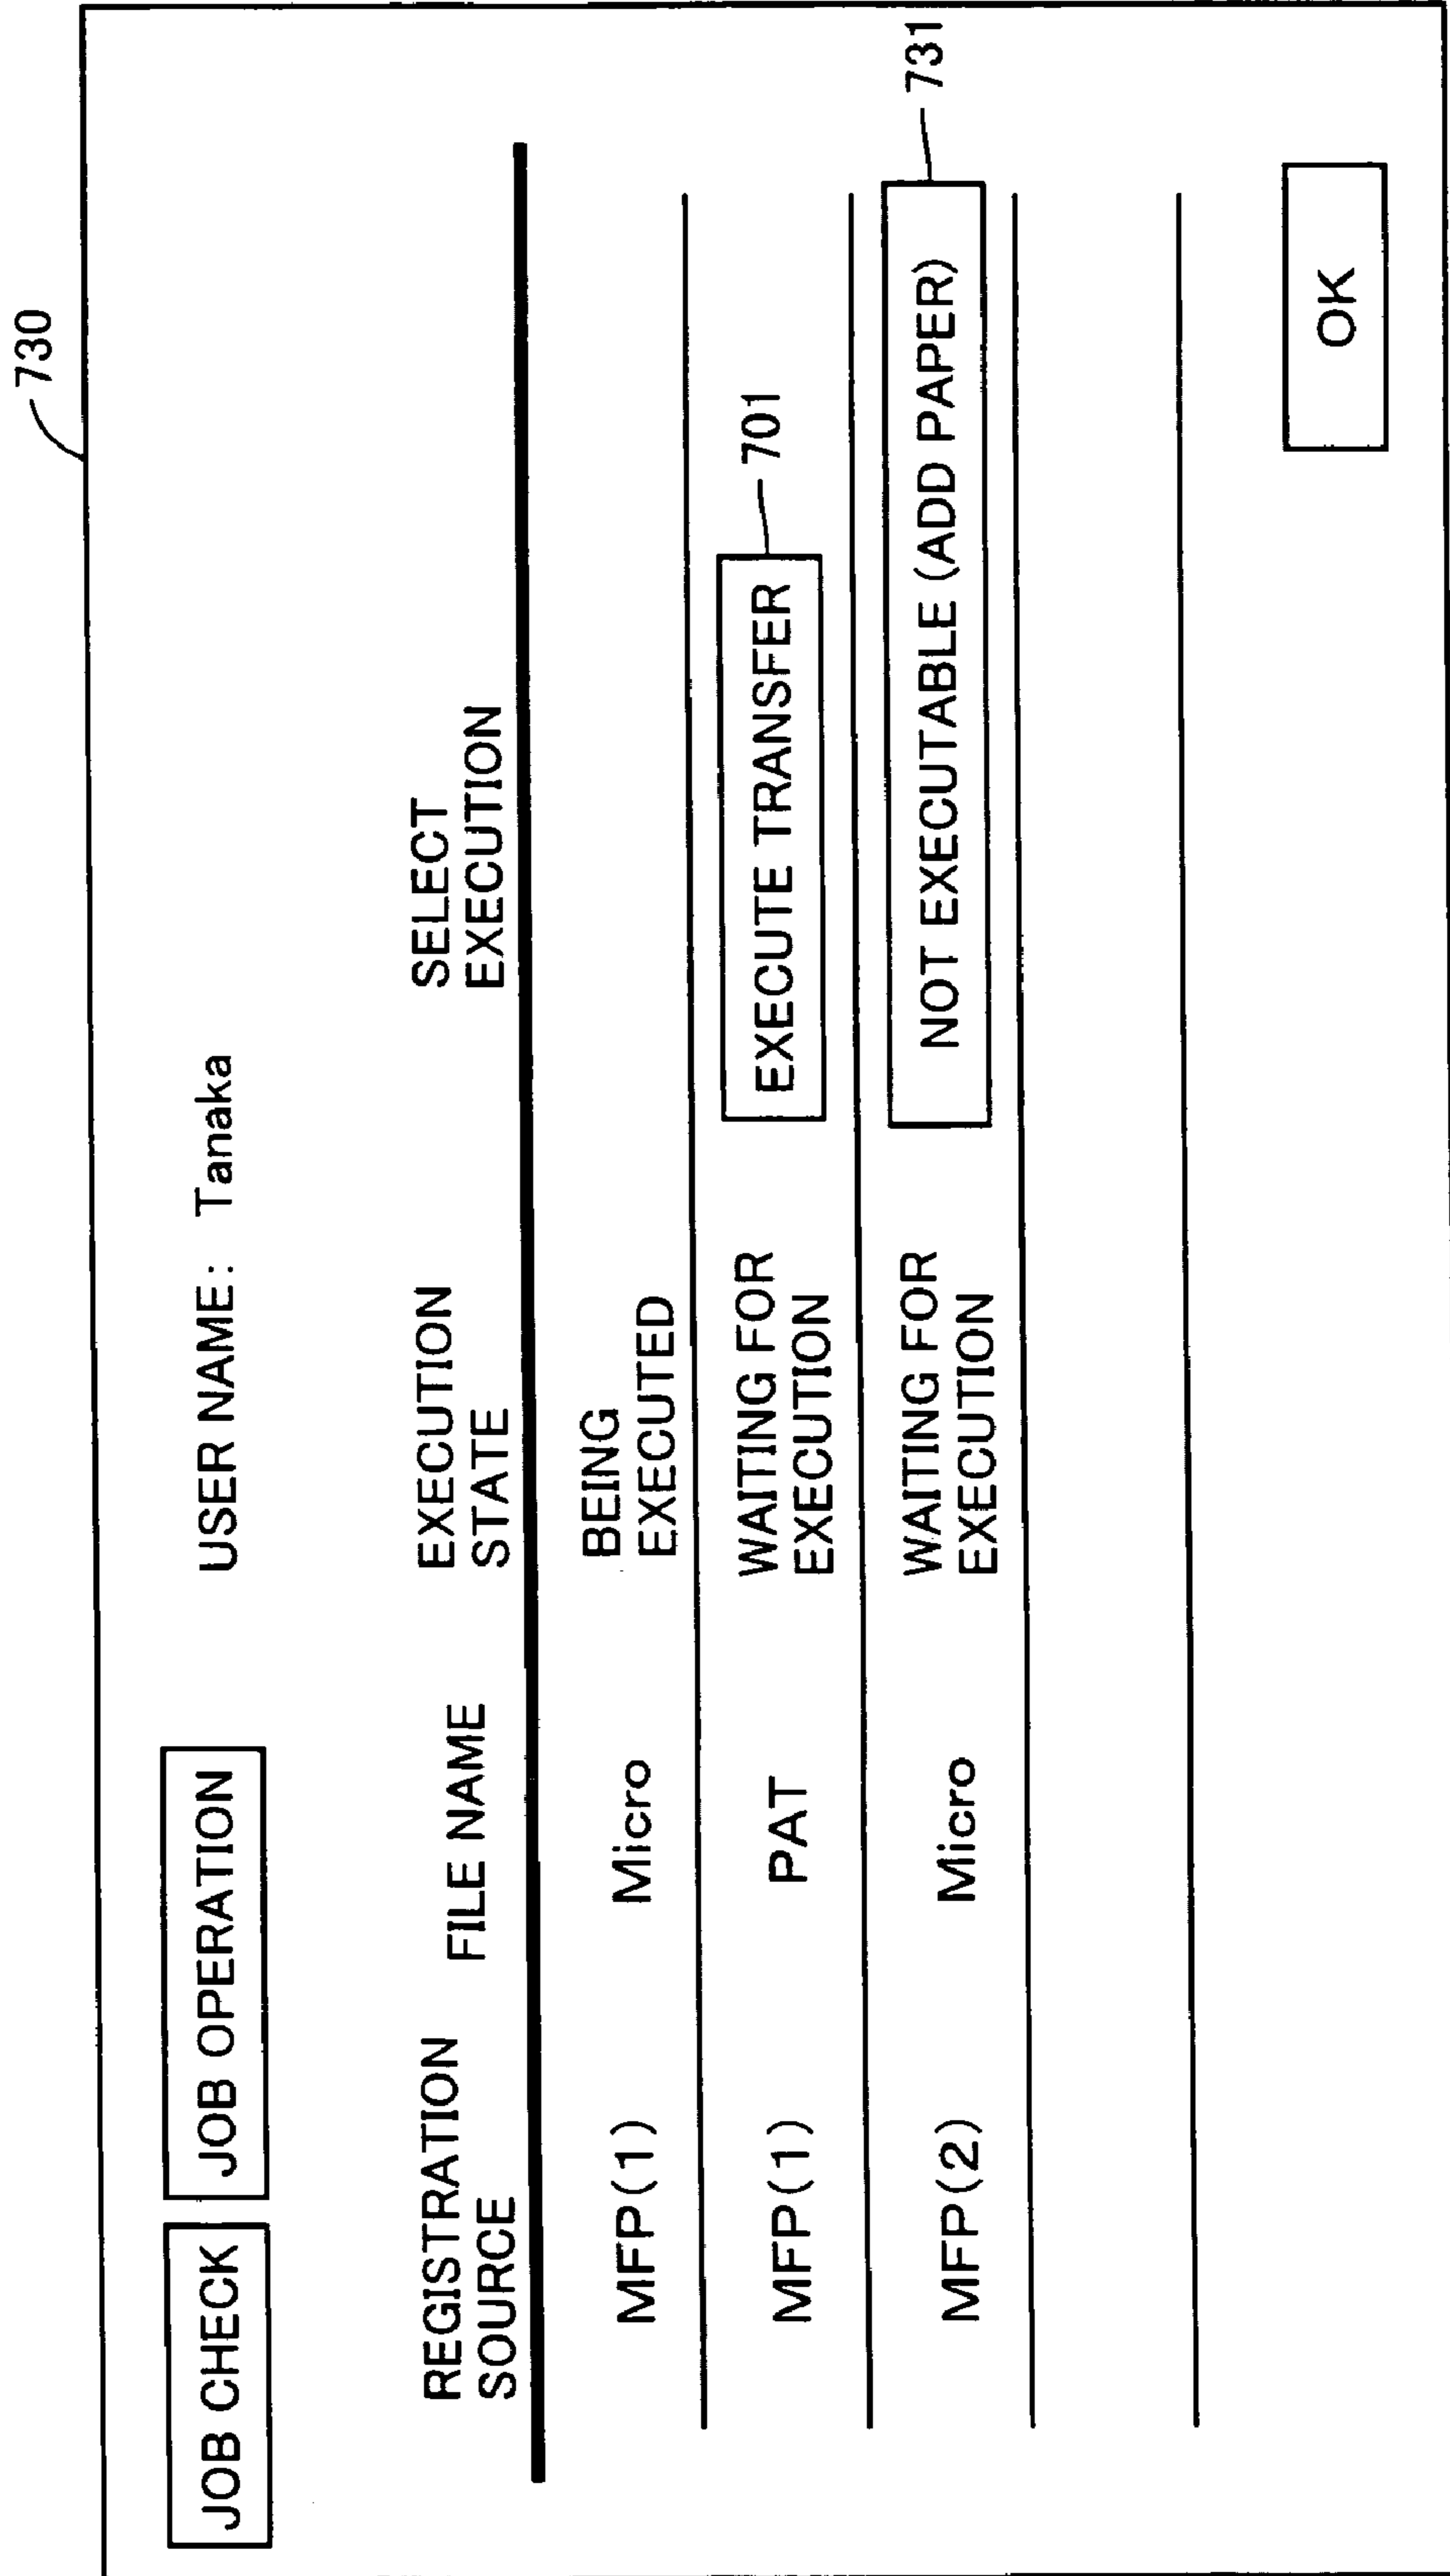 730
JOB CHECK
JOB OPERATION
USER NAME: Tanaka
REGISTRATION
SOURCE
FILE NAME
EXECUTION
STATE
SELECT
EXECUTION
MFP(1)
Micro
BEING
EXECUTED
MFP(1)
PAT
WAITING FOR
EXECUTION
EXECUTE TRANSFER
701
MFP(2)
Micro
WAITING FOR
EXECUTION
NOT EXECUTABLE (ADD PAPER)
731
OK